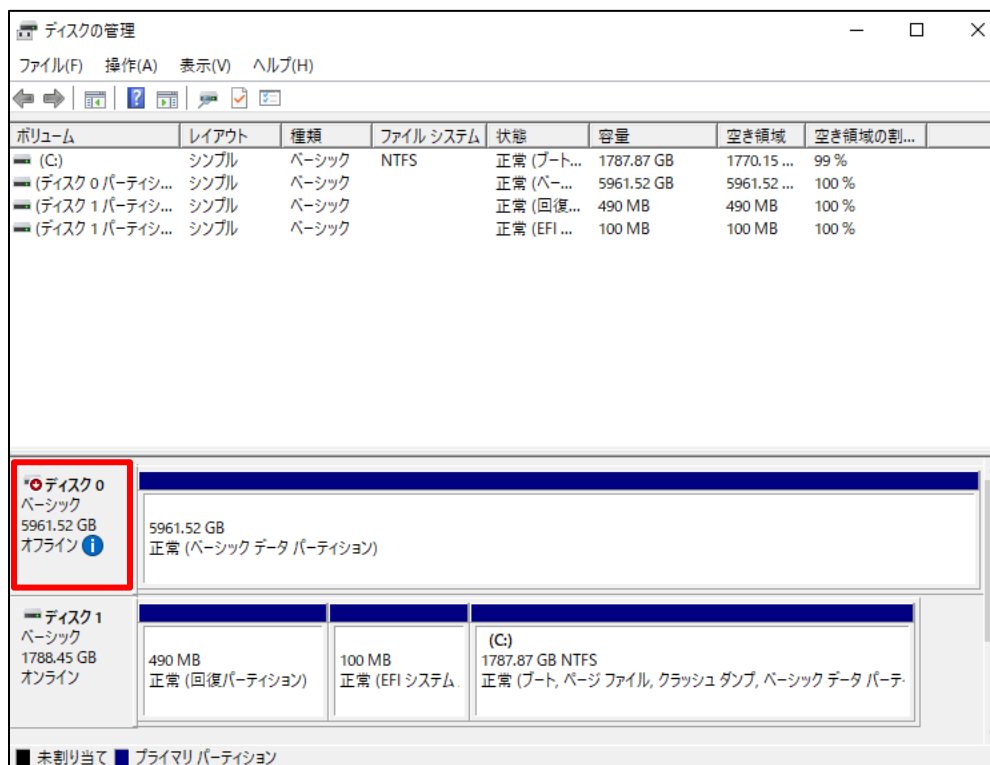 ディスクの管理
ファイル(F) 操作(A) 表示(V) ヘルプ(H)
ボリューム レイアウト 種類 ファイル システム 状態 容量 空き領域 空き領域の割...
(C:) シンプル ベーシック NTFS 正常 (ブート... 1787.87 GB 1770.15 ... 99 %
(ディスク 0 パーティシ... シンプル ベーシック 正常 (ベー... 5961.52 GB 5961.52 ... 100 %
(ディスク 1 パーティシ... シンプル ベーシック 正常 (回復... 490 MB 490 MB 100 %
(ディスク 1 パーティシ... シンプル ベーシック 正常 (EFI ... 100 MB 100 MB 100 %
ディスク 0
ベーシック
5961.52 GB
オフライン
5961.52 GB
正常 (ベーシック データ パーティション)
ディスク 1
ベーシック
1788.45 GB
オンライン
490 MB
正常 (回復パーティション)
100 MB
正常 (EFI システム
(C:)
1787.87 GB NTFS
正常 (ブート, ページ ファイル, クラッシュ ダンプ, ベーシック データ パーテ
未割り当て プライマリ パーティション